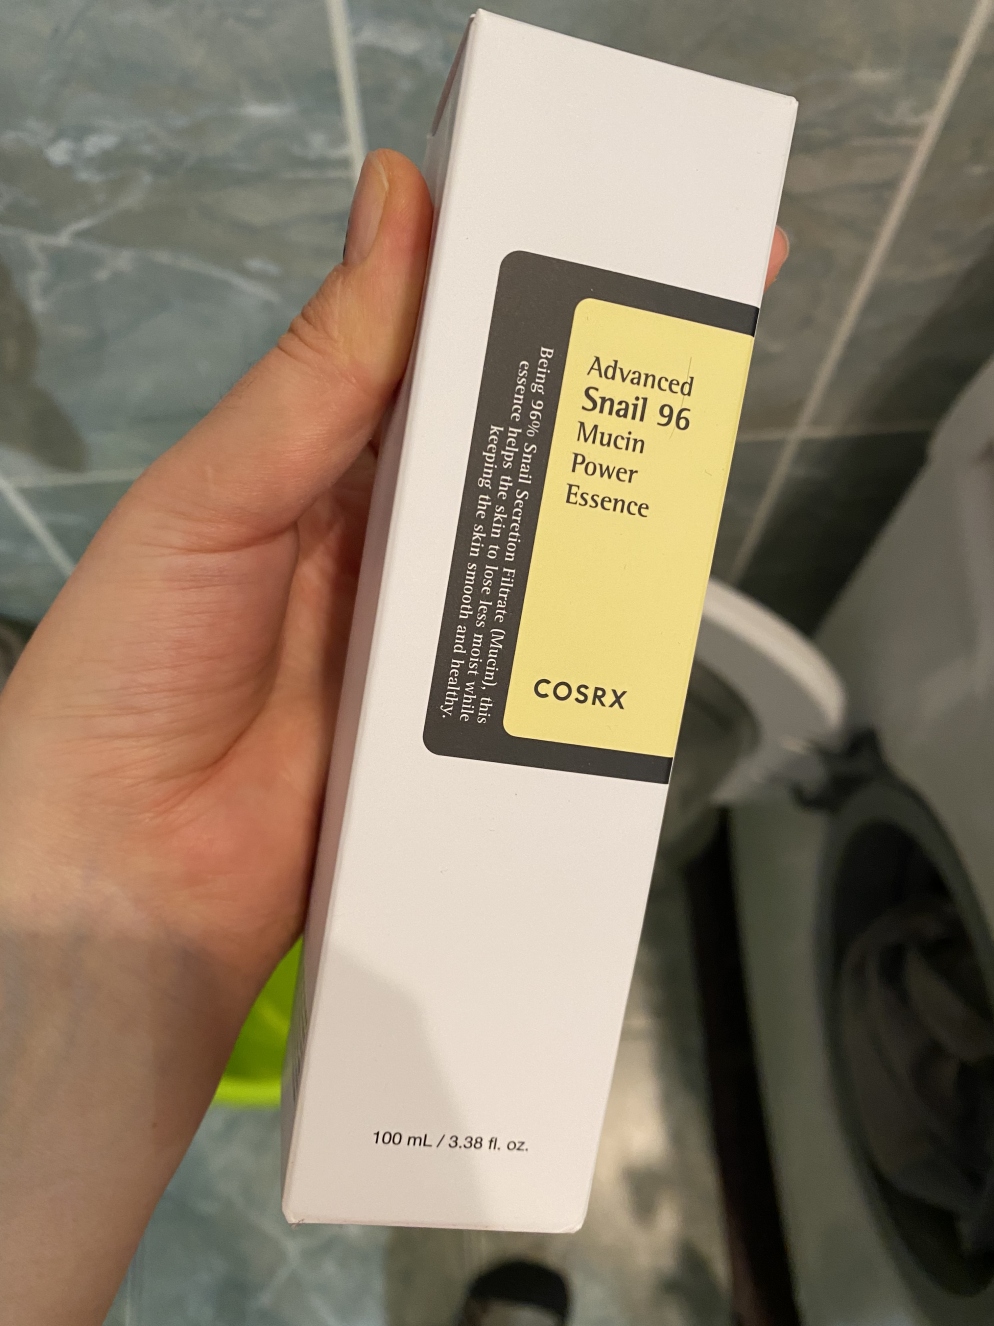 Advanced
Snail 96
Mucin
Power
Essence
COSRX
Being 96% Snail Secretion Filtrate (Mucin), this
essence helps the skin to lose less moist while
keeping the skin smooth and healthy.
100 mL / 3.38 fl. oz.